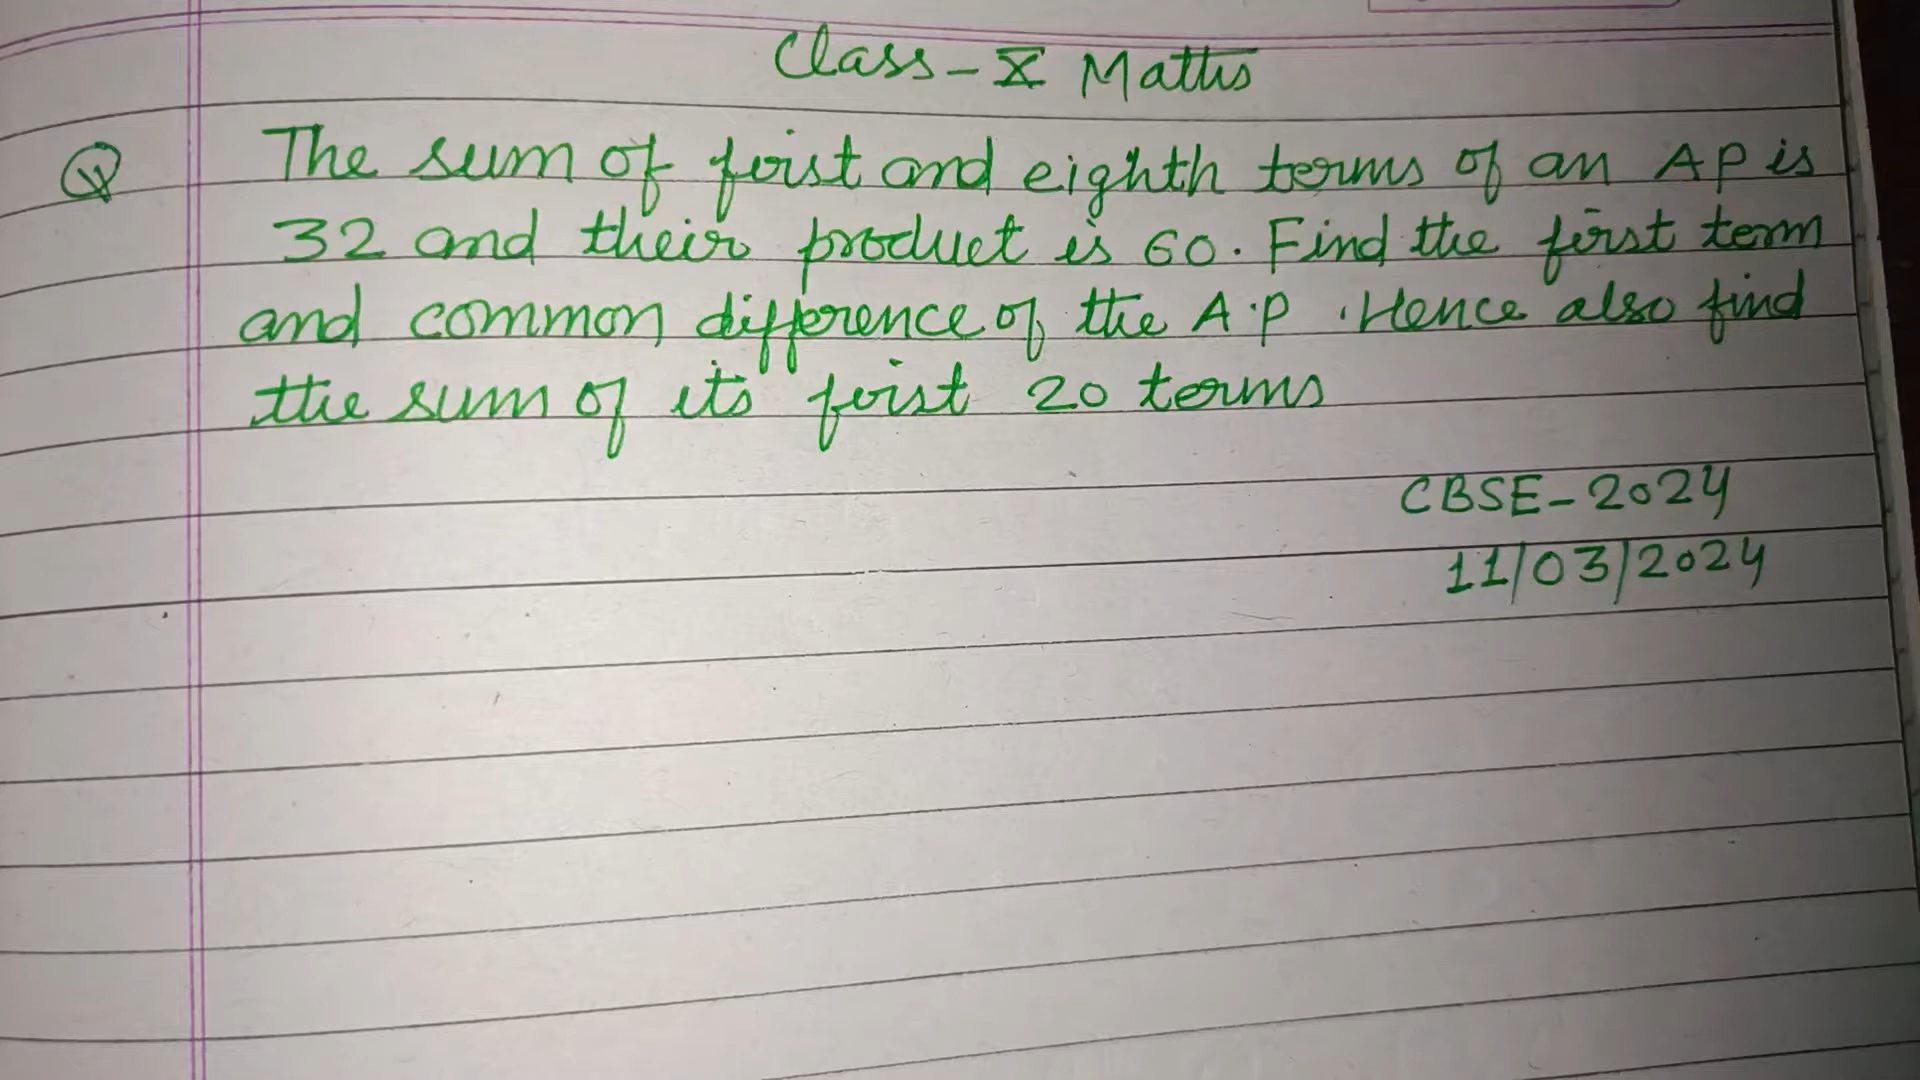 Class - X Maths
Q The sum of first and eighth terms of an AP is
32 and their product is 60. Find the first term
and common difference of the A.P. Hence also find
the sum of its first 20 terms
CBSE-2024
11/03/2024